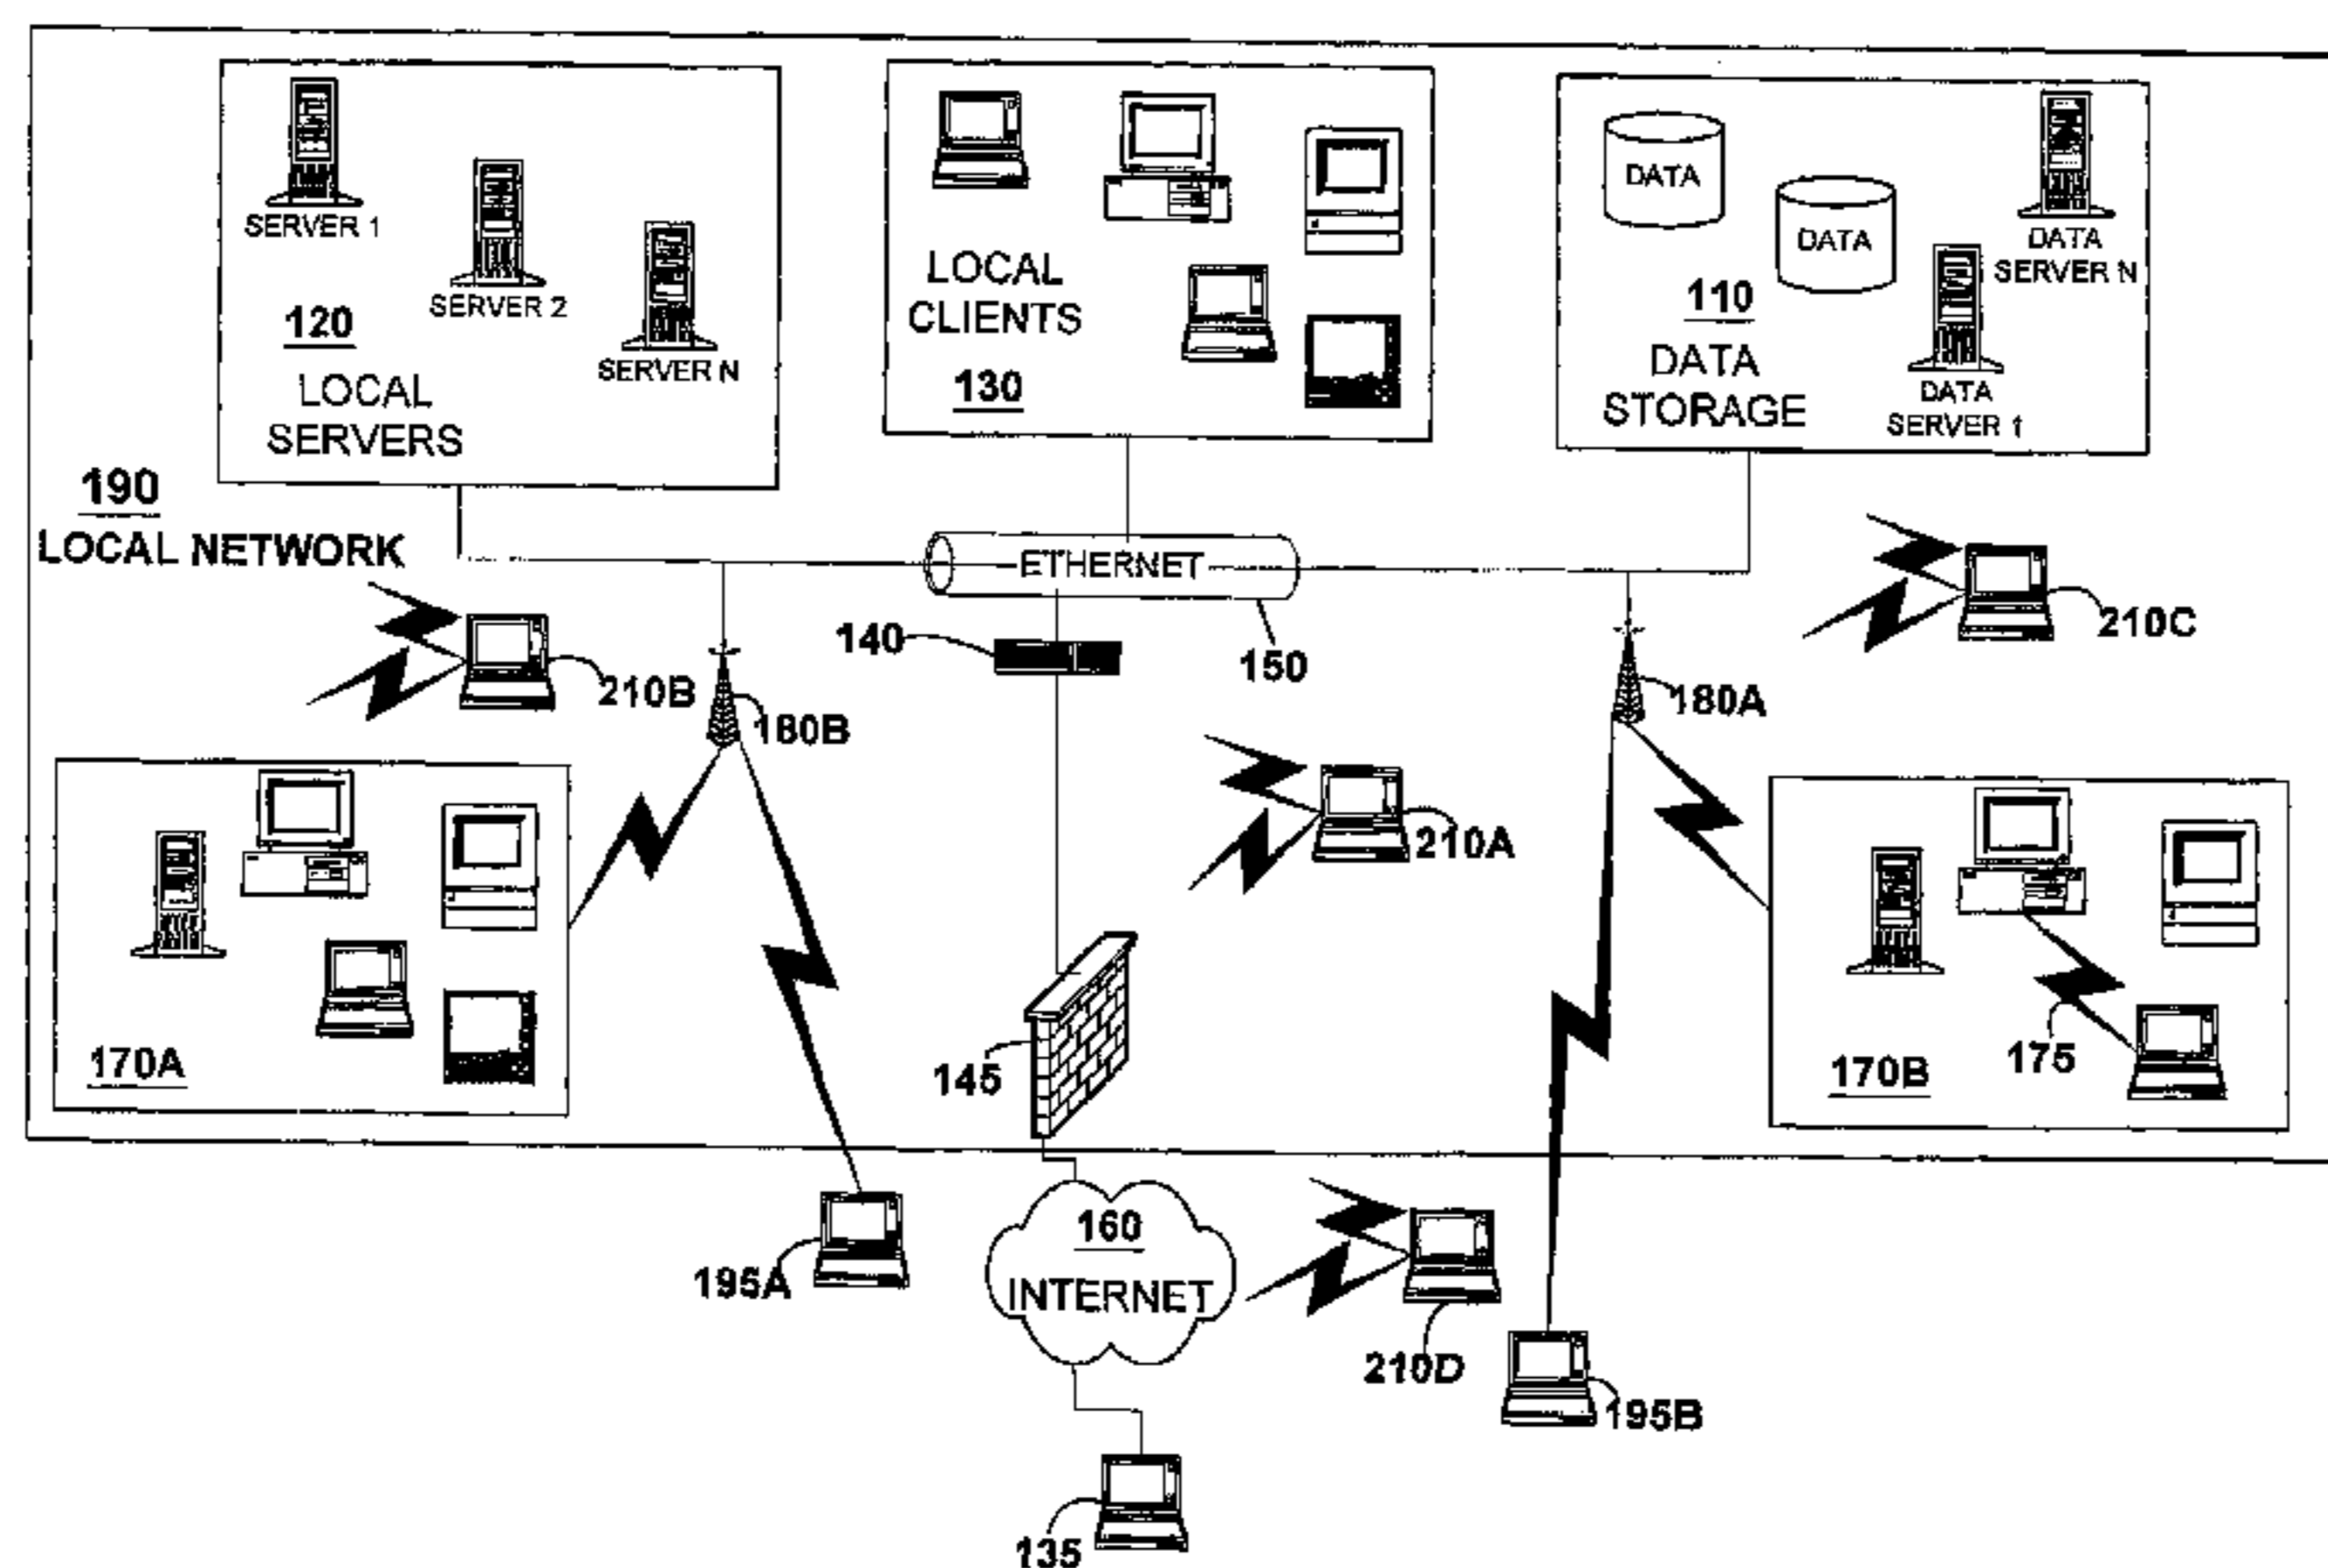 SERVER 1
SERVER 2
SERVER N
120
LOCAL
SERVERS
LOCAL
CLIENTS
130
DATA
DATA
DATA
SERVER N
110
DATA
STORAGE
DATA
SERVER 1
190
LOCAL NETWORK
ETHERNET
140
150
210B
180B
210C
180A
210A
170A
145
170B
175
195A
160
INTERNET
210D
195B
135